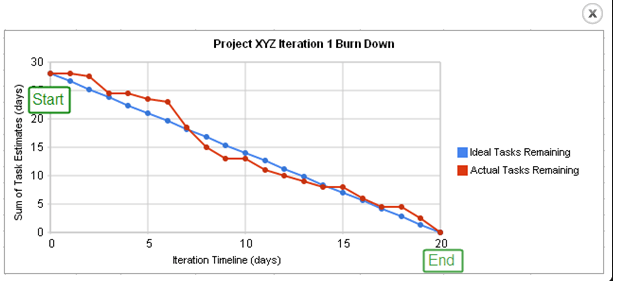 X
Project XYZ Iteration 1 Burn Down
Sum of Task Estimates (days)
30
Start
20
15
10
5
0
0 5 10 15 20
Iteration Timeline (days)
End
Ideal Tasks Remaining
Actual Tasks Remaining